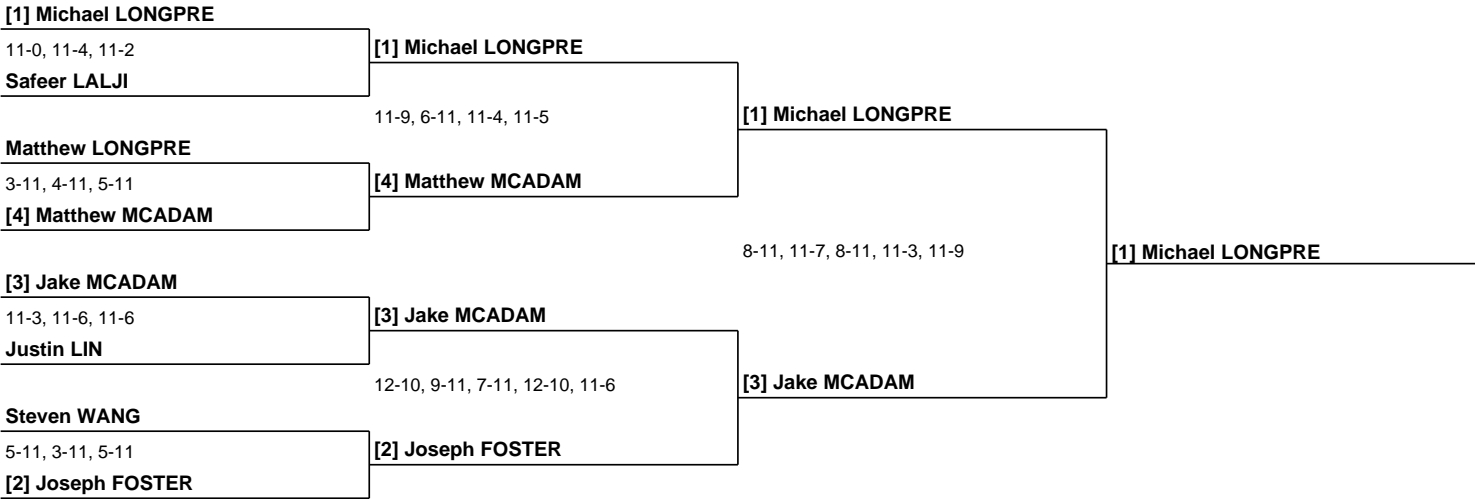 [1] Michael LONGPRE
11-0, 11-4, 11-2
Safeer LALJI
Matthew LONGPRE
3-11, 4-11, 5-11
[4] Matthew MCADAM
[3] Jake MCADAM
11-3, 11-6, 11-6
Justin LIN
Steven WANG
5-11, 3-11, 5-11
[2] Joseph FOSTER
[1] Michael LONGPRE
11-9, 6-11, 11-4, 11-5
[4] Matthew MCADAM
[3] Jake MCADAM
12-10, 9-11, 7-11, 12-10, 11-6
[2] Joseph FOSTER
[1] Michael LONGPRE
8-11, 11-7, 8-11, 11-3, 11-9
[3] Jake MCADAM
[1] Michael LONGPRE